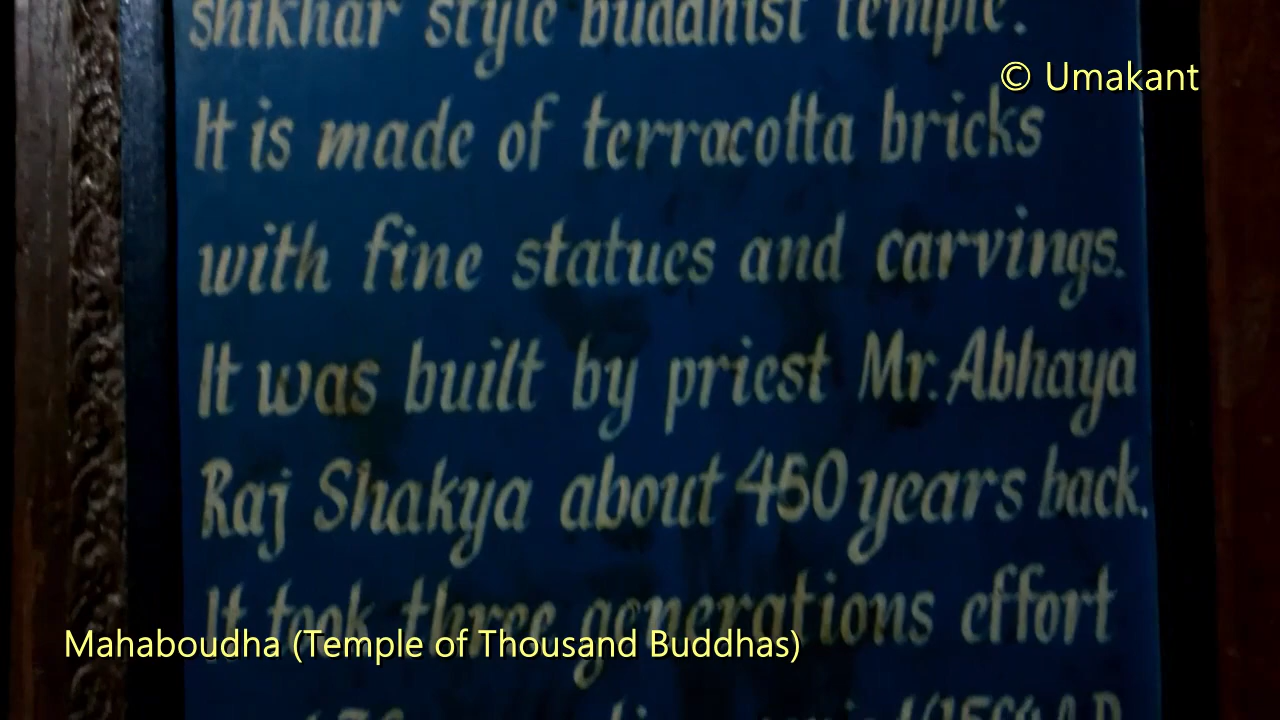 shikhar style buddhist temple.
© Umakant
It is made of terracotta bricks
with fine statues and carvings.
It was built by priest Mr. Abhaya
Raj Shakya about 450 years back.
It took three generations effort
Mahaboudha (Temple of Thousand Buddhas)